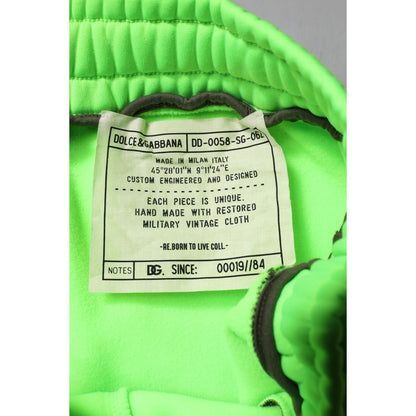 DOLCE&GABBANA DD-0058-SG-06
MADE IN MILAN ITALY
45°28'01"N 9°11'24"E
CUSTOM ENGINEERED AND DESIGNED
EACH PIECE IS UNIQUE.
HAND MADE WITH RESTORED
MILITARY VINTAGE CLOTH
-RE.BORN TO LIVE COLL.-
NOTES DG. SINCE: 00019//84